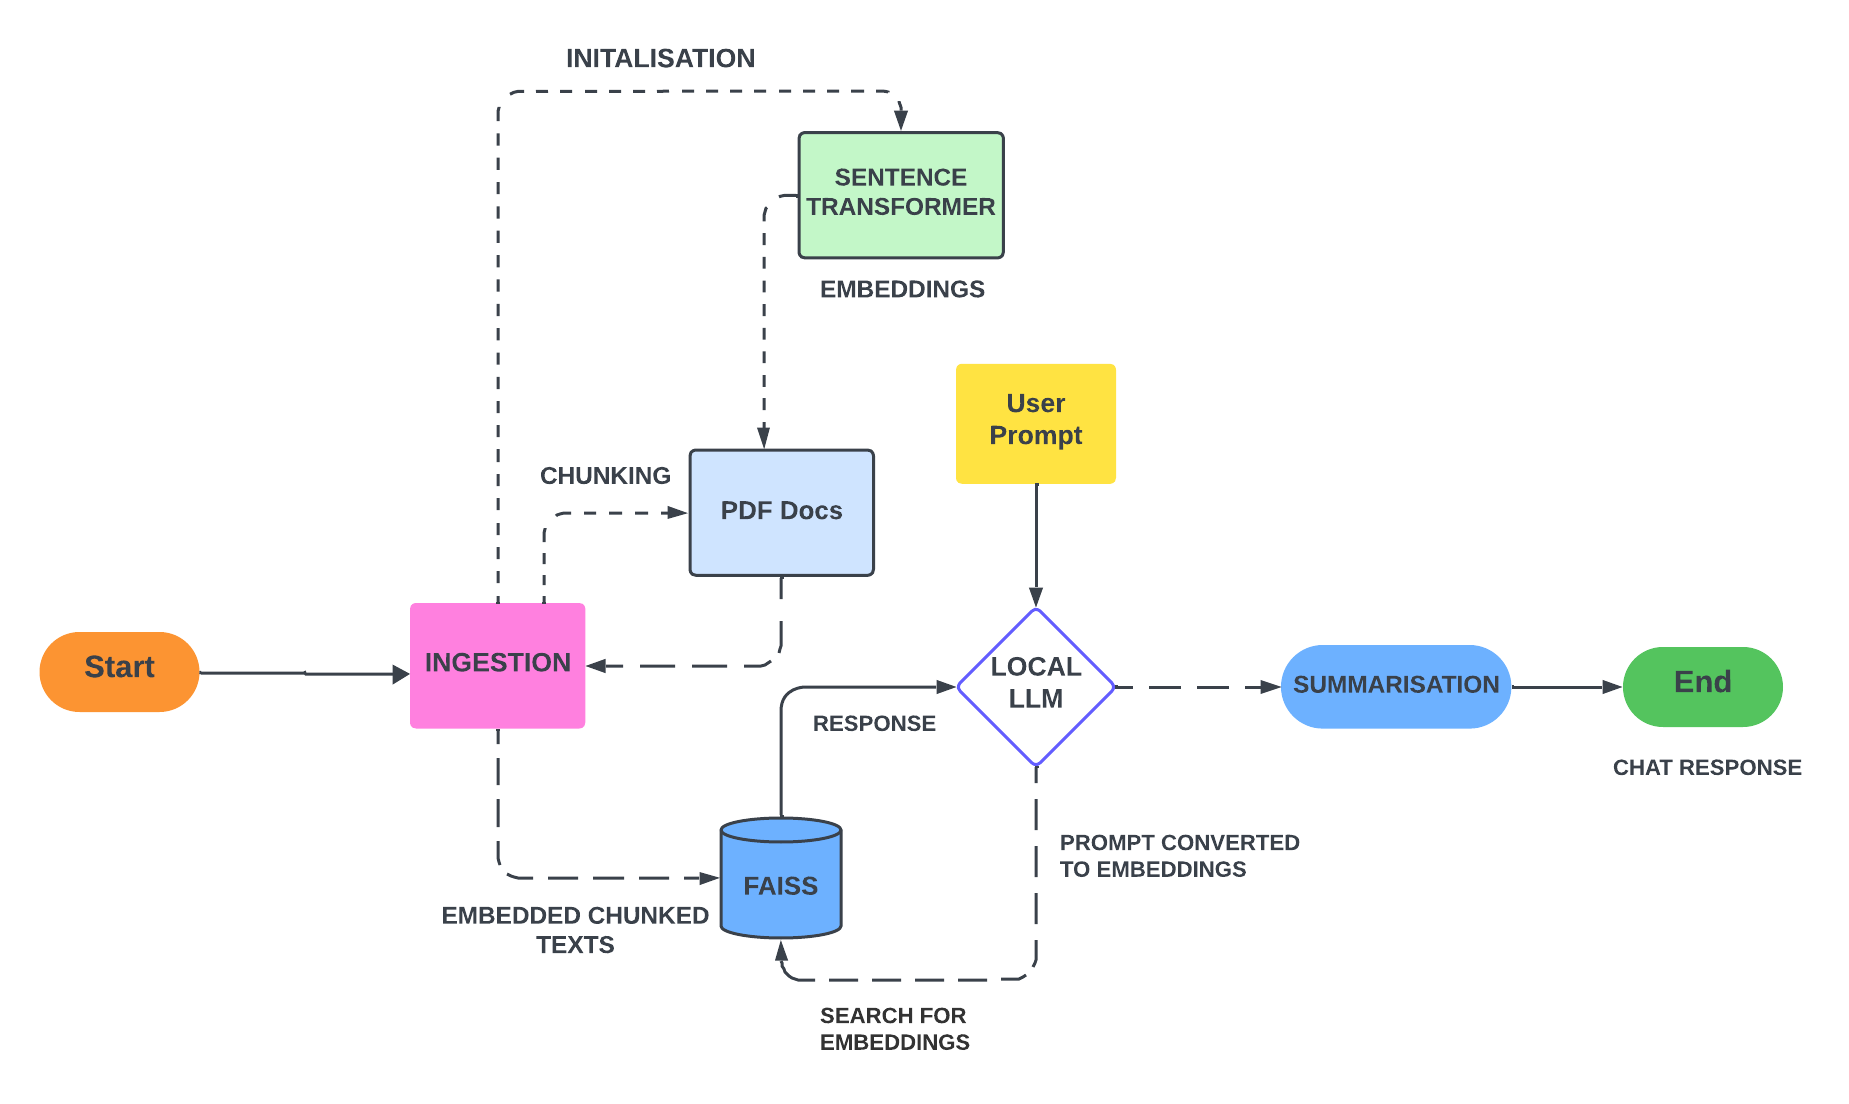 INITALISATION
SENTENCE
TRANSFORMER
EMBEDDINGS
User
Prompt
CHUNKING
PDF Docs
Start
INGESTION
LOCAL
LLM
SUMMARISATION
End
RESPONSE
CHAT RESPONSE
PROMPT CONVERTED
TO EMBEDDINGS
FAISS
EMBEDDED CHUNKED
TEXTS
SEARCH FOR
EMBEDDINGS